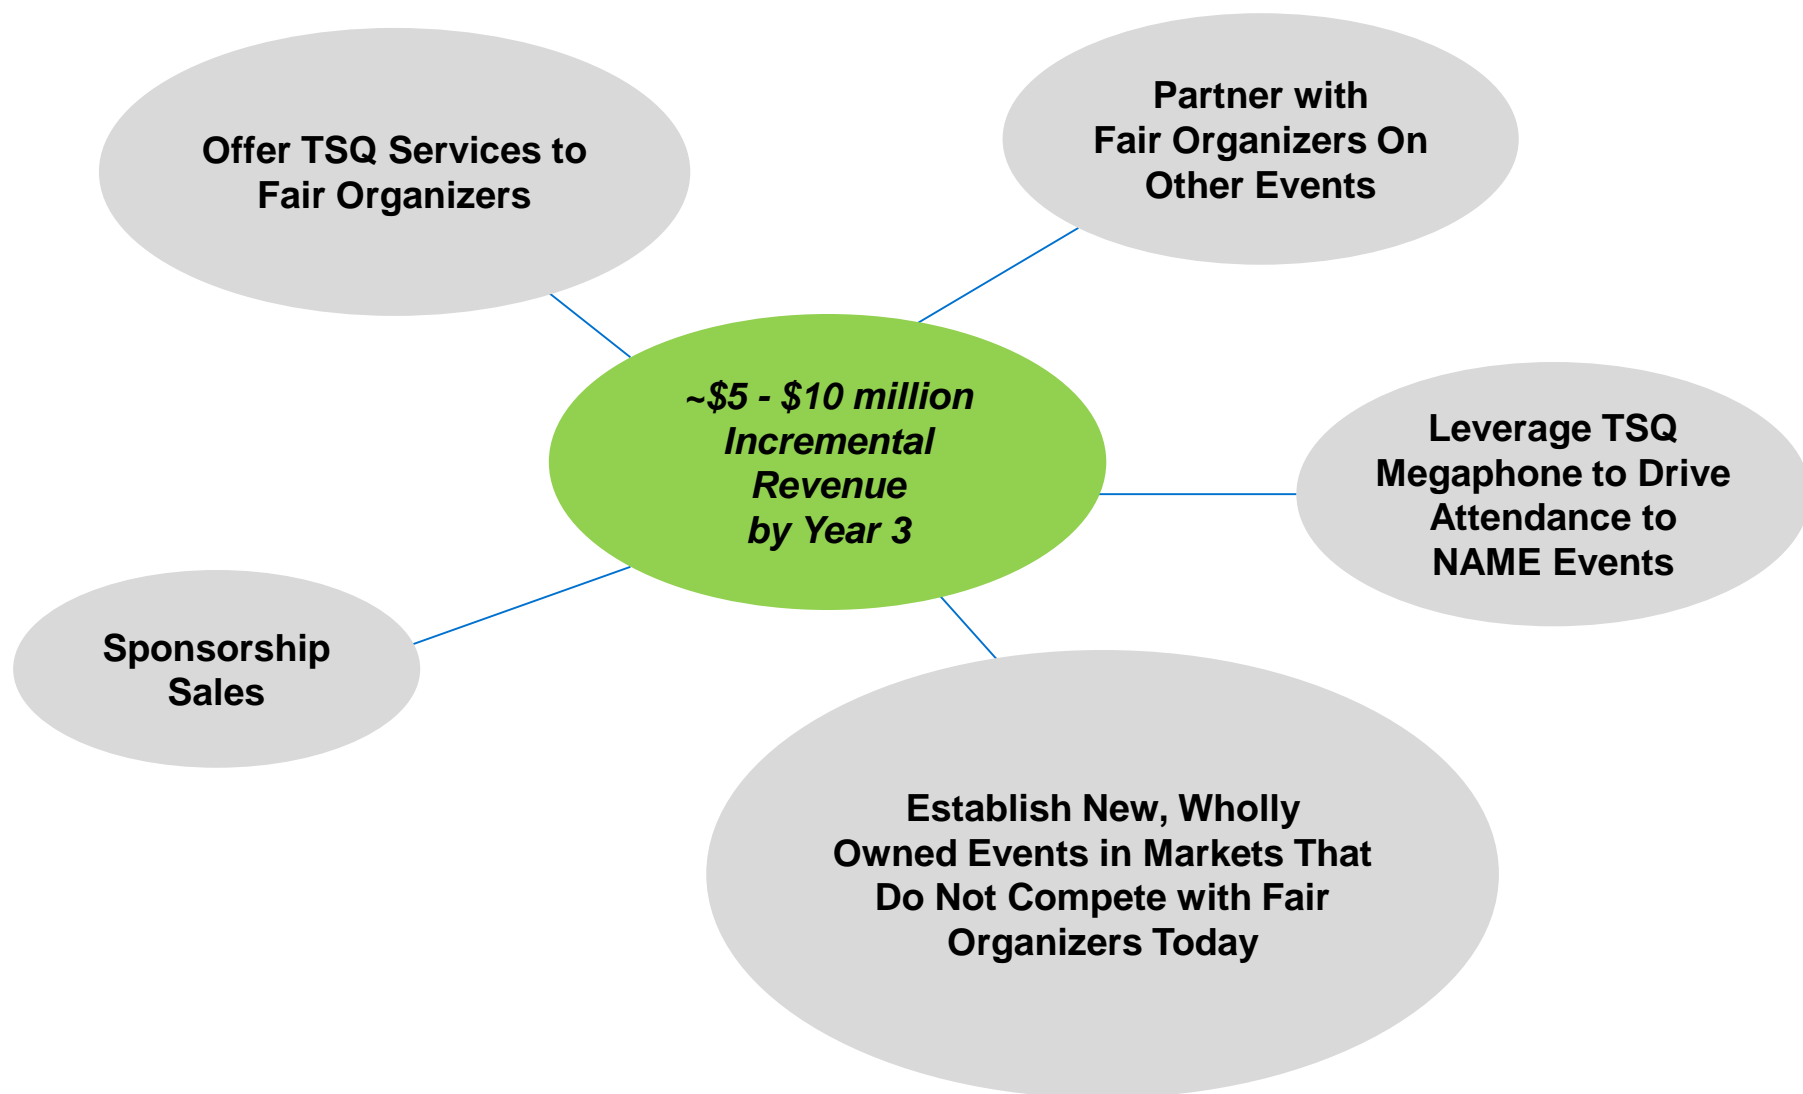 Offer TSQ Services to
Fair Organizers
Partner with
Fair Organizers On
Other Events
~$5 - $10 million
Incremental
Revenue
by Year 3
Leverage TSQ
Megaphone to Drive
Attendance to
NAME Events
Sponsorship
Sales
Establish New, Wholly
Owned Events in Markets That
Do Not Compete with Fair
Organizers Today